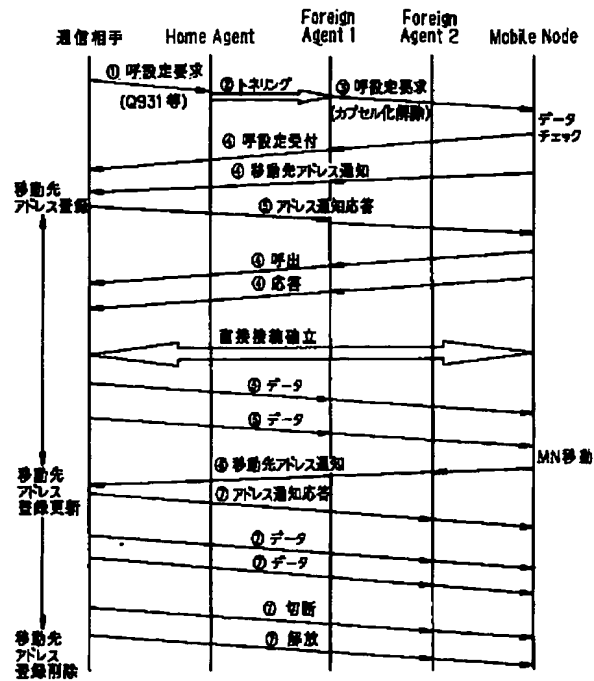 通信相手 Home Agent Foreign Agent 1 Foreign Agent 2 Mobile Node
① 呼設定要求
(Q931 等)
② トネリング
③ 呼設定要求
(カプセル化解除)
データ
チェック
④ 呼設定受付
④ 移動先アドレス通知
移動先
アドレス登録
⑤ アドレス通知応答
④ 呼出
④ 応答
直接接続確立
⑤ データ
⑤ データ
MN移動
⑥ 移動先アドレス通知
移動先
アドレス
登録更新
⑦ アドレス通知応答
⑦ データ
⑦ データ
⑦ 切断
⑦ 解放
移動先
アドレス
登録削除